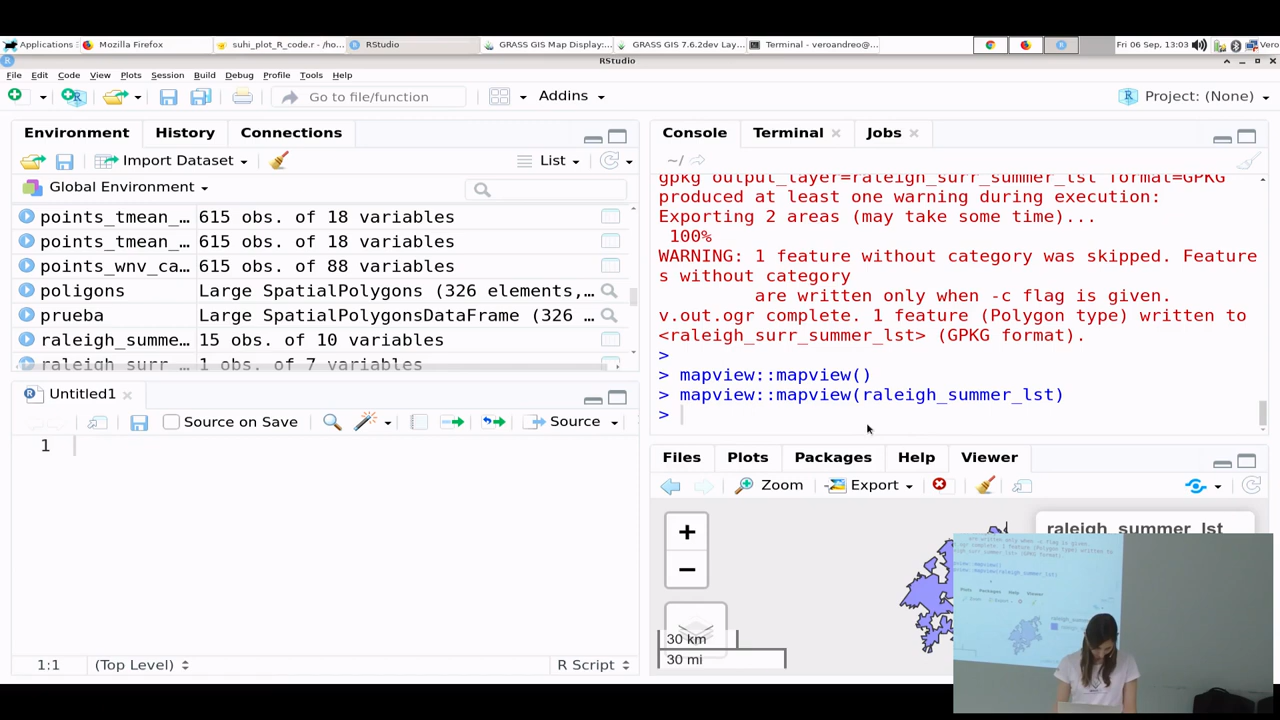 Applications
Mozilla Firefox
suhi_plot_R_code.r - /ho...
RStudio
GRASS GIS Map Display:...
GRASS GIS 7.6.2dev Lay...
Terminal - veroandreo@...
Fri 06 Sep, 13:03
Vero
RStudio
File Edit Code View Plots Session Build Debug Profile Tools Help
Go to file/function
Addins
Project: (None)
Environment History Connections
Import Dataset
List
Global Environment
points_tmean_... 615 obs. of 18 variables
points_tmean_... 615 obs. of 18 variables
points_wnv_ca... 615 obs. of 88 variables
poligons Large SpatialPolygons (326 elements,...
prueba Large SpatialPolygonsDataFrame (326 ...
raleigh_summe... 15 obs. of 10 variables
raleigh surr ... 1 obs. of 7 variables
Untitled1
Source on Save
Run
Source
1
1:1 (Top Level) R Script
Console Terminal Jobs
~/
gpkg output_layer=raleigh_surr_summer_lst format=GPKG
produced at least one warning during execution:
Exporting 2 areas (may take some time)...
100%
WARNING: 1 feature without category was skipped. Feature
s without category
are written only when -c flag is given.
v.out.ogr complete. 1 feature (Polygon type) written to
<raleigh_surr_summer_lst> (GPKG format).
>
> mapview::mapview()
> mapview::mapview(raleigh_summer_lst)
>
Files Plots Packages Help Viewer
Zoom Export
+
−
raleigh_summer_lst
30 km
30 mi